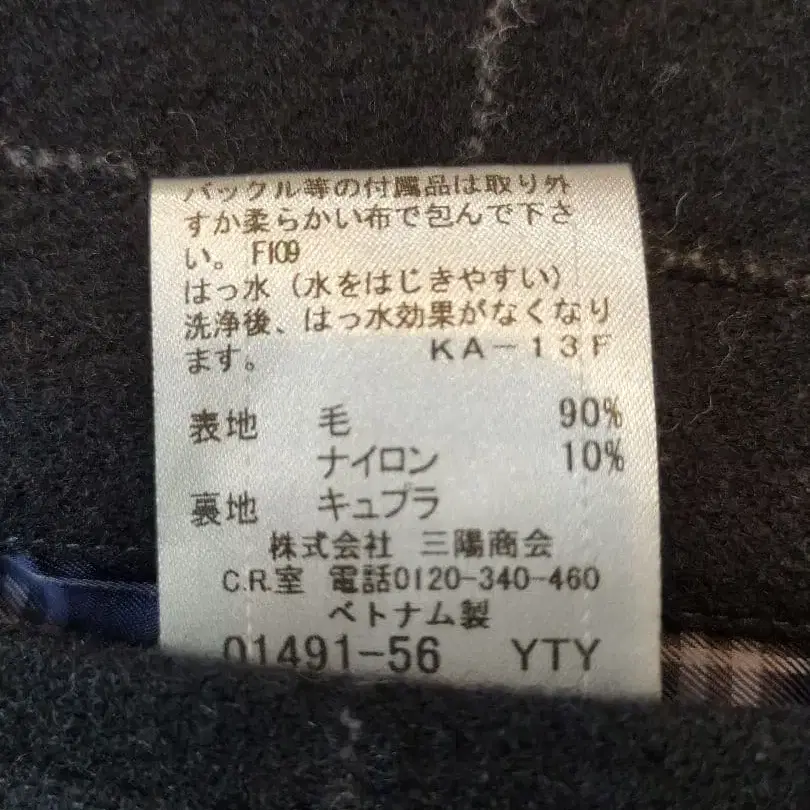 バックル等の付属品は取り外
すか柔らかい布で包んで下さ
い。 FI09
はっ水（水をはじきやすい）
洗浄後、はっ水効果がなくなり
ます。 KA－13F
表地 毛 90%
ナイロン 10%
裏地 キュプラ
株式会社 三陽商会
C.R.室 電話0120-340-460
ベトナム製
01491-56 YTY